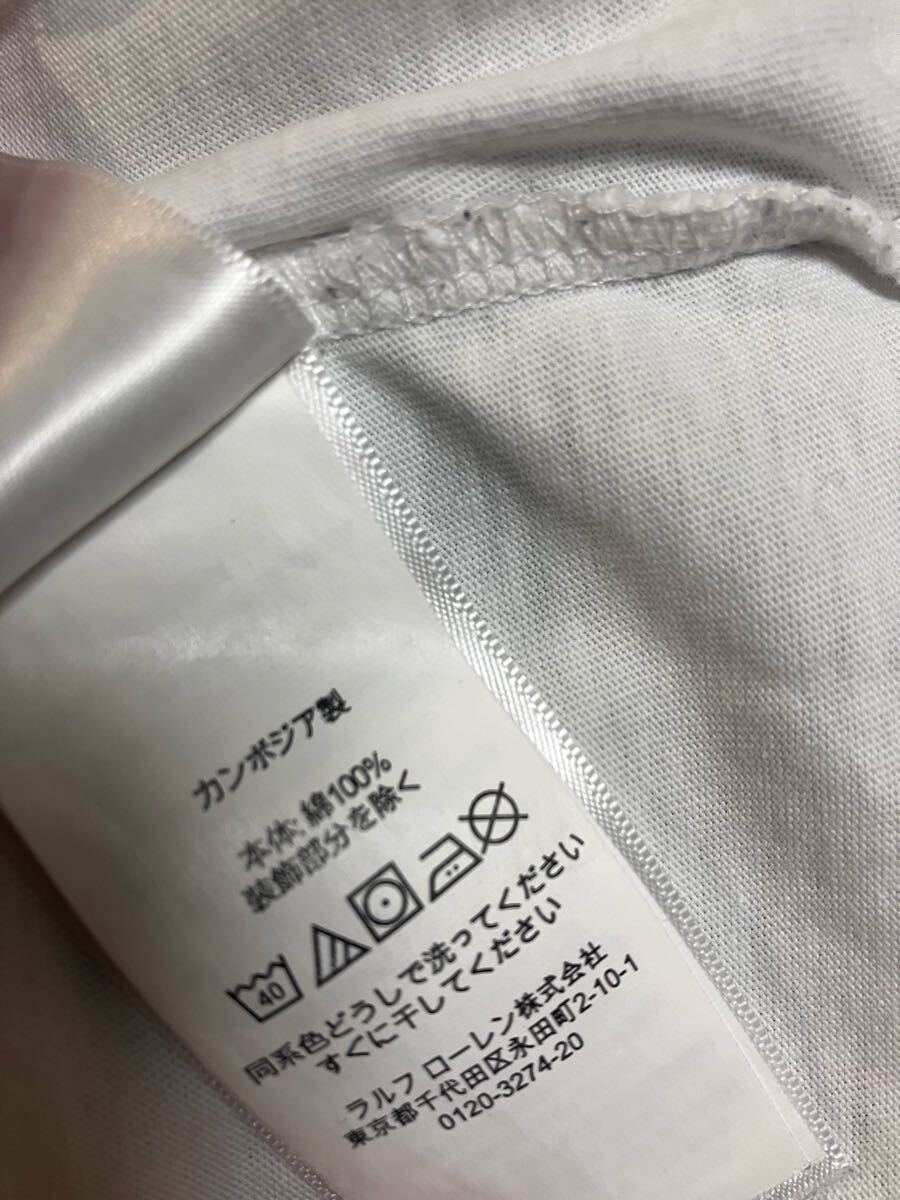 カンボジア製
本体: 綿100%
装飾部分を除く
40
同系色どうしで洗ってください
すぐに干してください
ラルフ ローレン株式会社
東京都千代田区永田町2-10-1
0120-3274-20